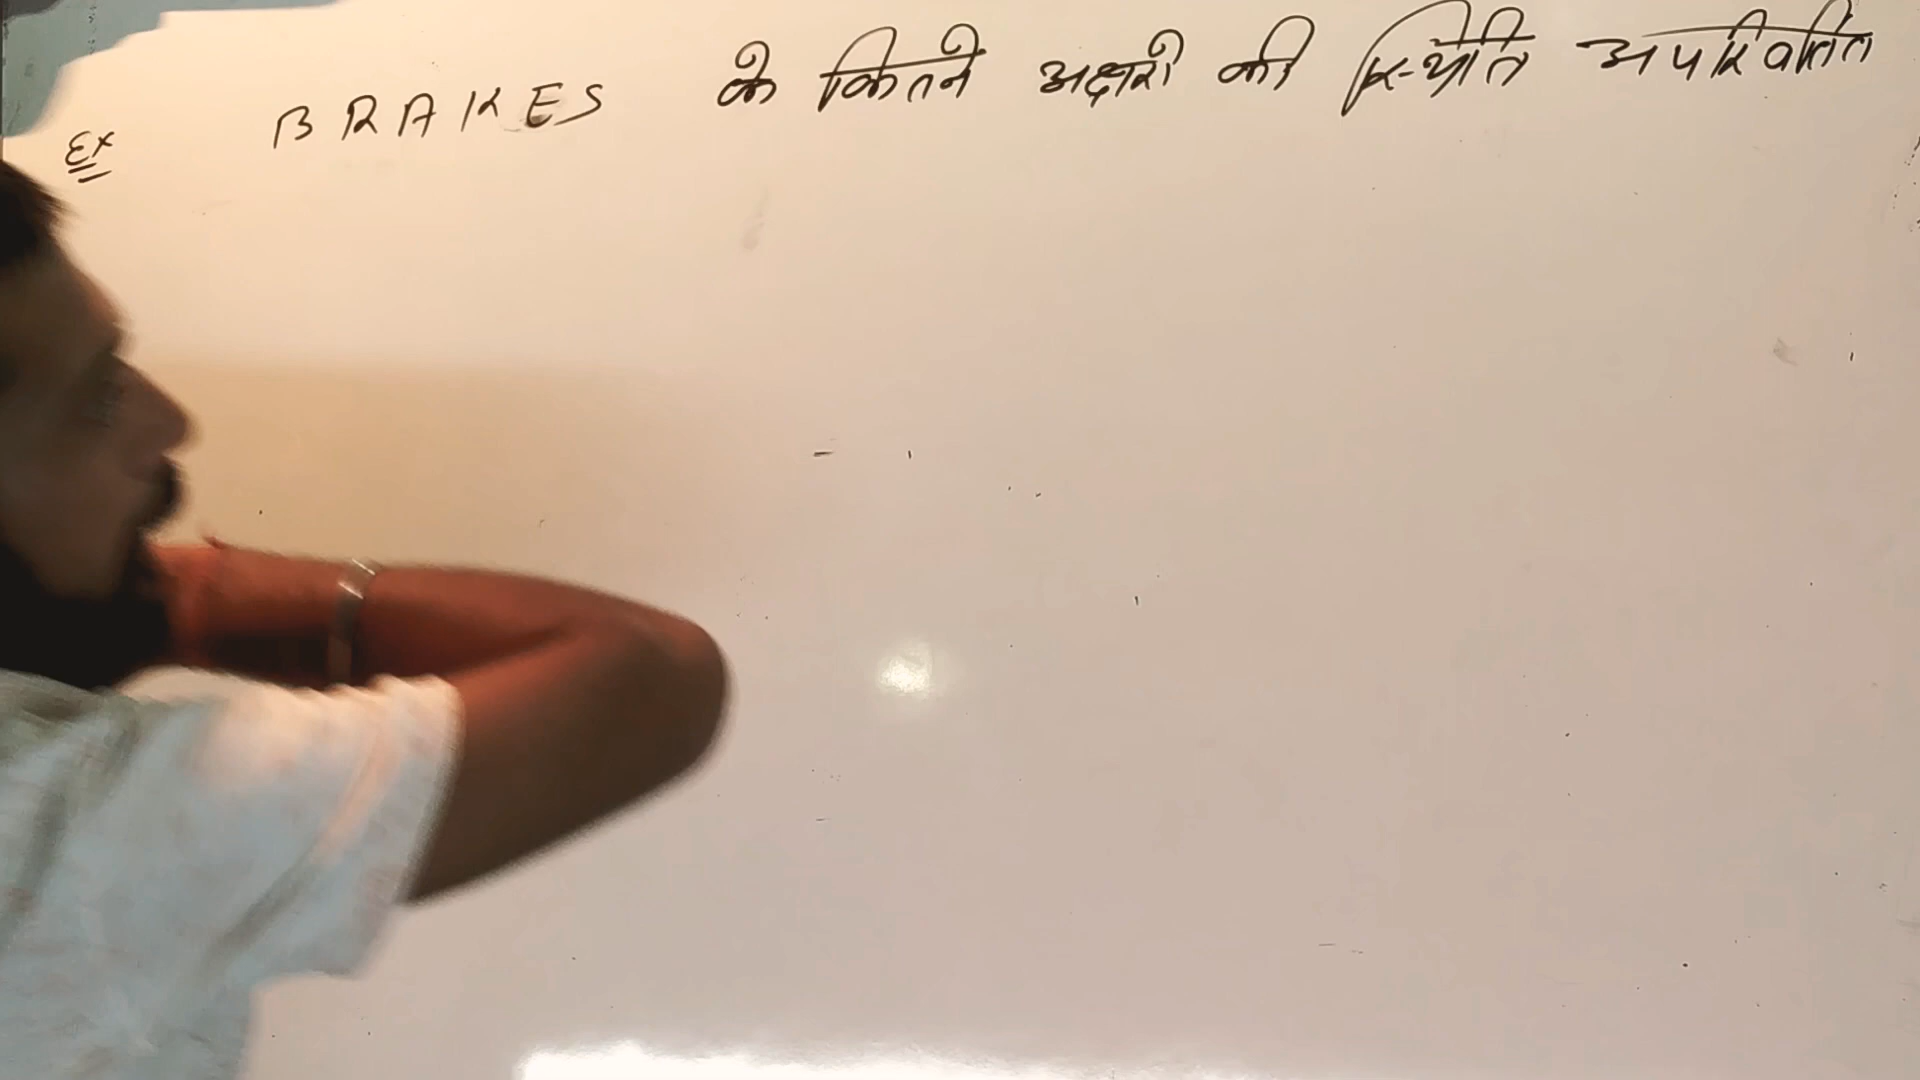 Ex BRAKES के कितने अक्षरो की स्थिति अपरिवर्तित